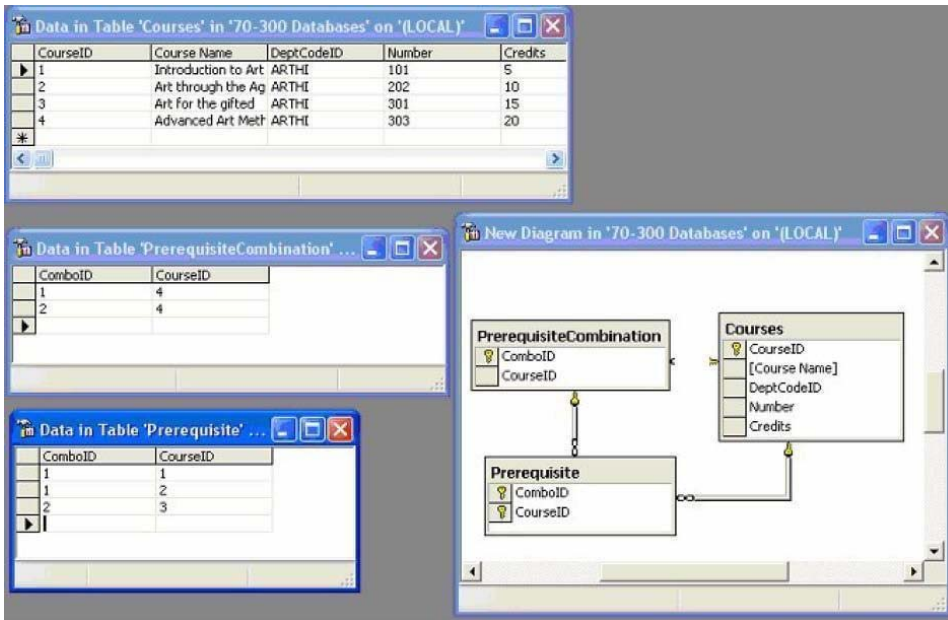 Data in Table 'Courses' in '70-300 Databases' on '(LOCAL)'
CourseID Course Name DeptCodeID Number Credits
1 Introduction to Art ARTHI 101 5
2 Art through the Ag ARTHI 202 10
3 Art for the gifted ARTHI 301 15
4 Advanced Art Meth ARTHI 303 20
Data in Table 'PrerequisiteCombination' ...
ComboID CourseID
1 4
2 4
Data in Table 'Prerequisite' ...
ComboID CourseID
1 1
1 2
2 3
New Diagram in '70-300 Databases' on '(LOCAL)'
PrerequisiteCombination
ComboID
CourseID
Courses
CourseID
[Course Name]
DeptCodeID
Number
Credits
Prerequisite
ComboID
CourseID